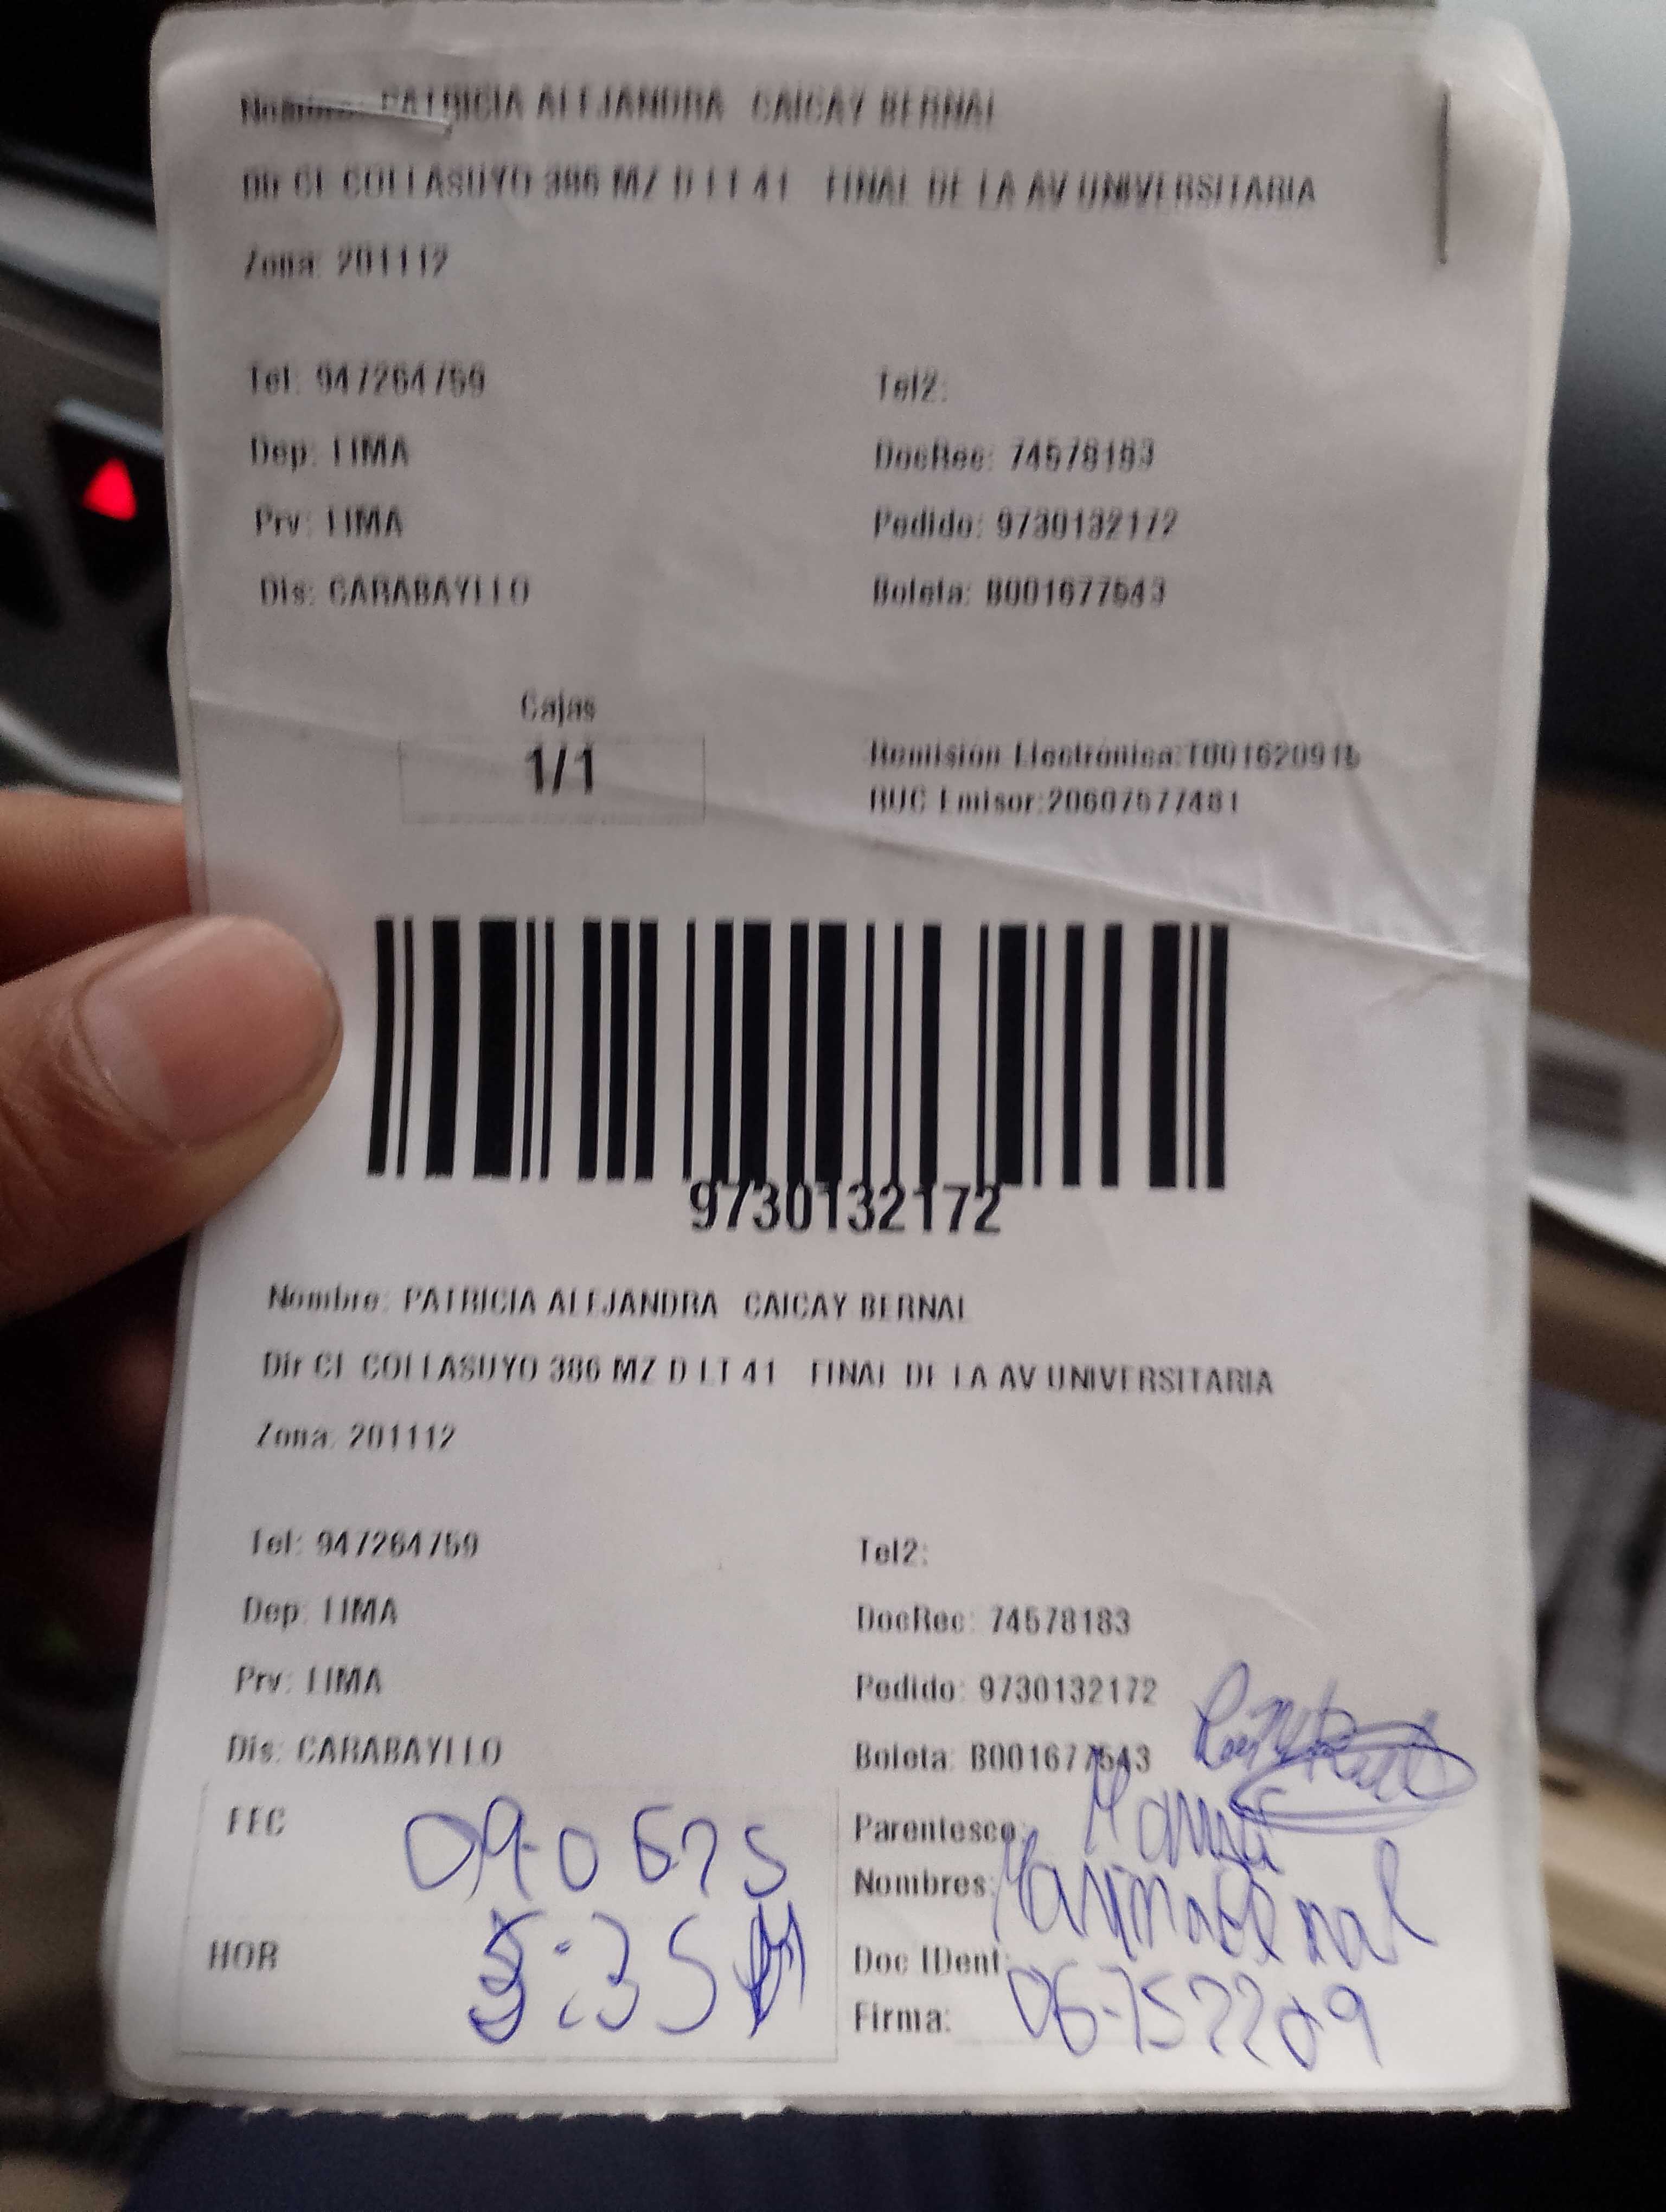 Nombre: PATRICIA ALEJANDRA CAICAY BERNAL
Dir CL COLLASUYO 386 MZ D LT 41 FINAL DE LA AV UNIVERSITARIA
Zona: 201112
Tel: 947264759 Tel2:
Dep: LIMA DocRec: 74578183
Prv: LIMA Pedido: 9730132172
Dis: CARABAYLLO Boleta: B001677543
Cajas
1/1
Remisión Electrónica:T001620915
RUC Emisor:20607577481
9730132172
Nombre: PATRICIA ALEJANDRA CAICAY BERNAL
Dir CL COLLASUYO 386 MZ D LT 41 FINAL DE LA AV UNIVERSITARIA
Zona: 201112
Tel: 947264759 Tel2:
Dep: LIMA DocRec: 74578183
Prv: LIMA Pedido: 9730132172
Dis: CARABAYLLO Boleta: B001677543
FEC Parentesco: Mamá
Nombres:
HOR Doc IDent:
Firma: